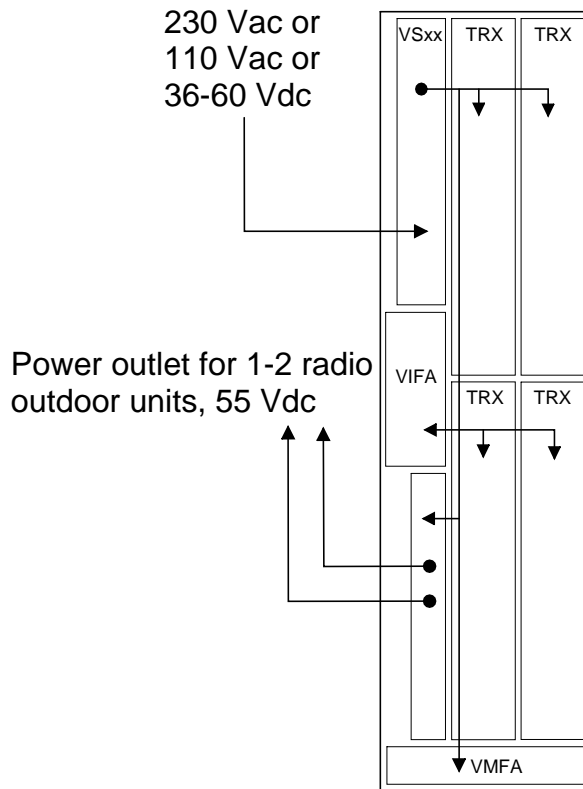 230 Vac or
110 Vac or
36-60 Vdc
VSxx
TRX
TRX
Power outlet for 1-2 radio
outdoor units, 55 Vdc
VIFA
TRX
TRX
VMFA